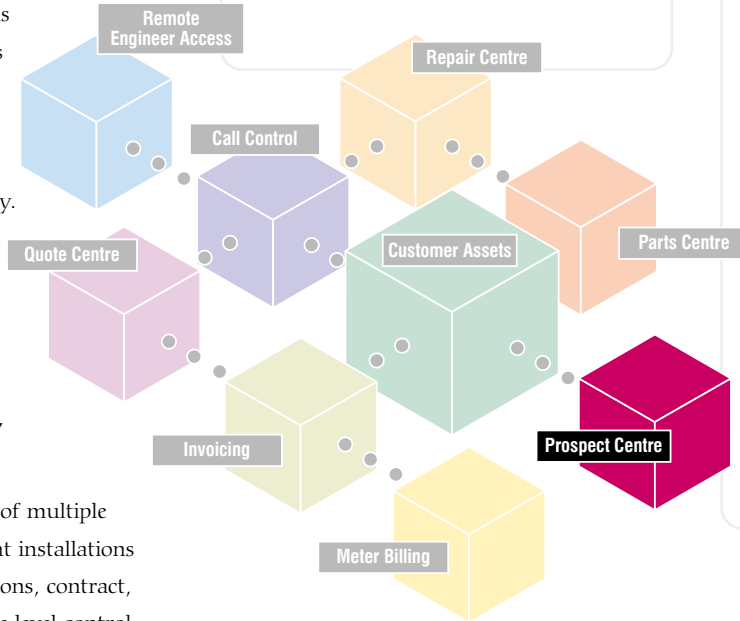 s
s
y.
Remote
Engineer Access
Repair Centre
Call Control
Quote Centre
Customer Assets
Parts Centre
Invoicing
Prospect Centre
Meter Billing
of multiple
t installations
ions, contract,